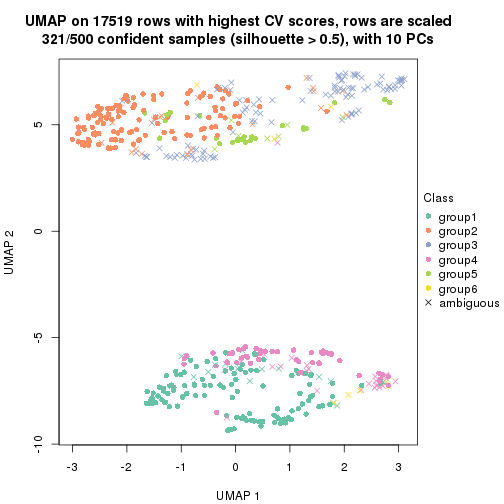 UMAP on 17519 rows with highest CV scores, rows are scaled
321/500 confident samples (silhouette > 0.5), with 10 PCs
UMAP 2
5
0
-5
-10
-3
-2
-1
0
1
2
3
UMAP 1
Class
group1
group2
group3
group4
group5
group6
ambiguous